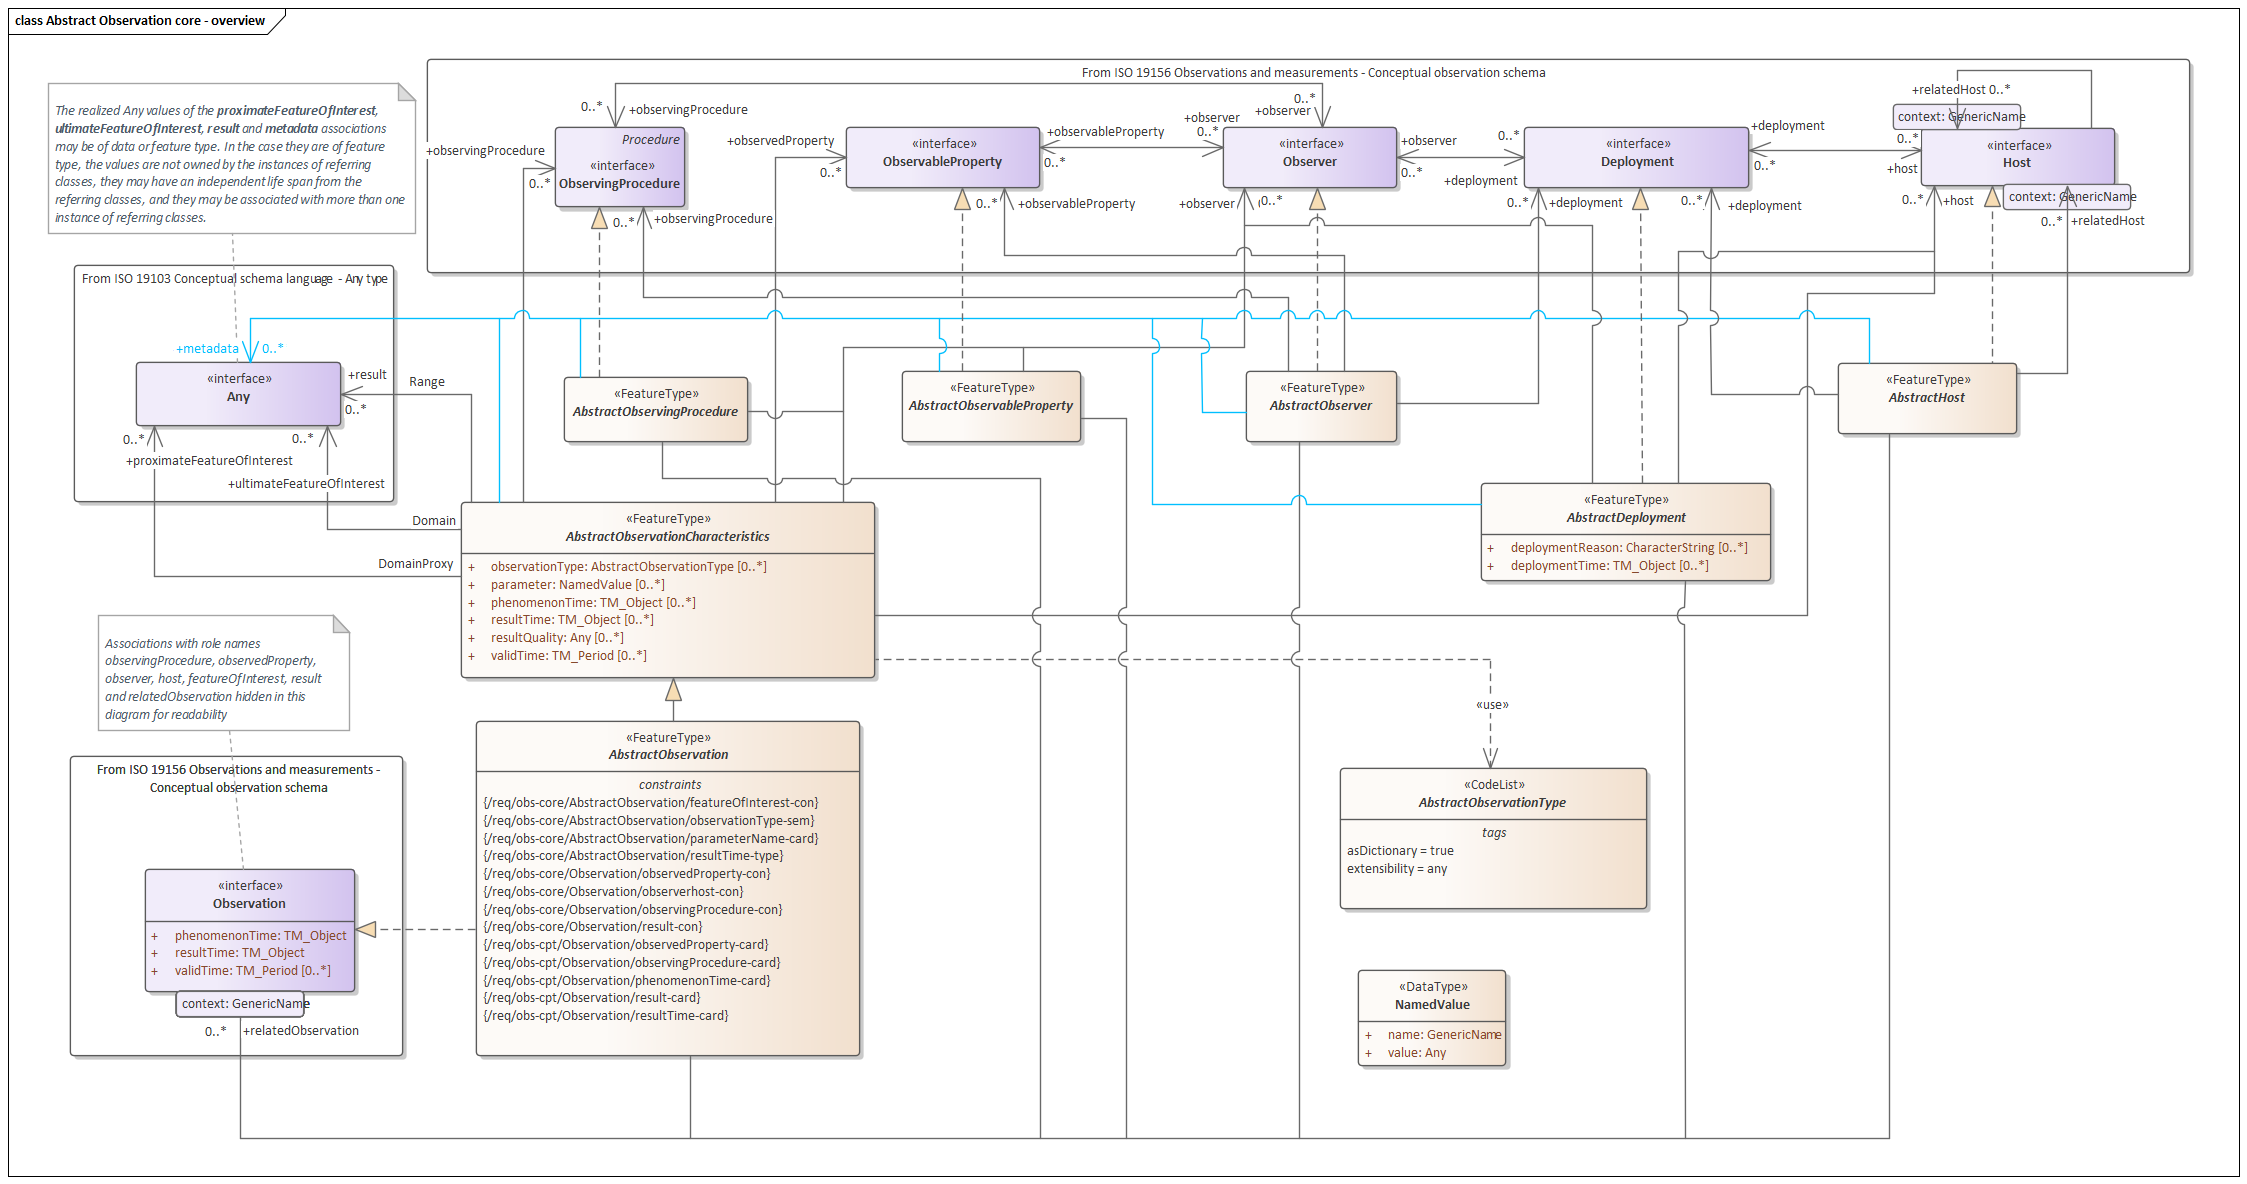 class Abstract Observation core - overview
From ISO 19156 Observations and measurements - Conceptual observation schema
The realized Any values of the proximateFeatureOfInterest,
ultimateFeatureOfInterest, result and metadata associations
may be of data or feature type. In the case they are of feature
type, the values are not owned by the instances of referring
classes, they may have an independent life span from the
referring classes, and they may be associated with more than one
instance of referring classes.
0..*
+observingProcedure
+observingProcedure
0..*
Procedure
«interface»
ObservingProcedure
0..*
+observingProcedure
+observedProperty
0..*
«interface»
ObservableProperty
+observableProperty
0..*
0..*
+observableProperty
0..*
+observer
+observer
0..*
«interface»
Observer
+observer
0..*
+observer
0..*
0..*
+deployment
«interface»
Deployment
0..*
+deployment
0..*
+deployment
+deployment
0..*
+relatedHost 0..*
context: GenericName
0..*
+host
«interface»
Host
context: GenericName
0..*
+host
0..*
+relatedHost
From ISO 19103 Conceptual schema language - Any type
+metadata
0..*
«interface»
Any
+result
0..*
Range
0..*
+proximateFeatureOfInterest
0..*
+ultimateFeatureOfInterest
Domain
DomainProxy
«FeatureType»
AbstractObservingProcedure
«FeatureType»
AbstractObservableProperty
«FeatureType»
AbstractObserver
«FeatureType»
AbstractHost
«FeatureType»
AbstractObservationCharacteristics
+ observationType: AbstractObservationType [0..*]
+ parameter: NamedValue [0..*]
+ phenomenonTime: TM_Object [0..*]
+ resultTime: TM_Object [0..*]
+ resultQuality: Any [0..*]
+ validTime: TM_Period [0..*]
«FeatureType»
AbstractDeployment
+ deploymentReason: CharacterString [0..*]
+ deploymentTime: TM_Object [0..*]
Associations with role names
observingProcedure, observedProperty,
observer, host, featureOfInterest, result
and relatedObservation hidden in this
diagram for readability
«use»
From ISO 19156 Observations and measurements -
Conceptual observation schema
«interface»
Observation
+ phenomenonTime: TM_Object
+ resultTime: TM_Object
+ validTime: TM_Period [0..*]
context: GenericName
0..*
+relatedObservation
«FeatureType»
AbstractObservation
constraints
{/req/obs-core/AbstractObservation/featureOfInterest-con}
{/req/obs-core/AbstractObservation/observationType-sem}
{/req/obs-core/AbstractObservation/parameterName-card}
{/req/obs-core/AbstractObservation/resultTime-type}
{/req/obs-core/Observation/observedProperty-con}
{/req/obs-core/Observation/observerhost-con}
{/req/obs-core/Observation/observingProcedure-con}
{/req/obs-core/Observation/result-con}
{/req/obs-cpt/Observation/observedProperty-card}
{/req/obs-cpt/Observation/observingProcedure-card}
{/req/obs-cpt/Observation/phenomenonTime-card}
{/req/obs-cpt/Observation/result-card}
{/req/obs-cpt/Observation/resultTime-card}
«CodeList»
AbstractObservationType
tags
asDictionary = true
extensibility = any
«DataType»
NamedValue
+ name: GenericName
+ value: Any